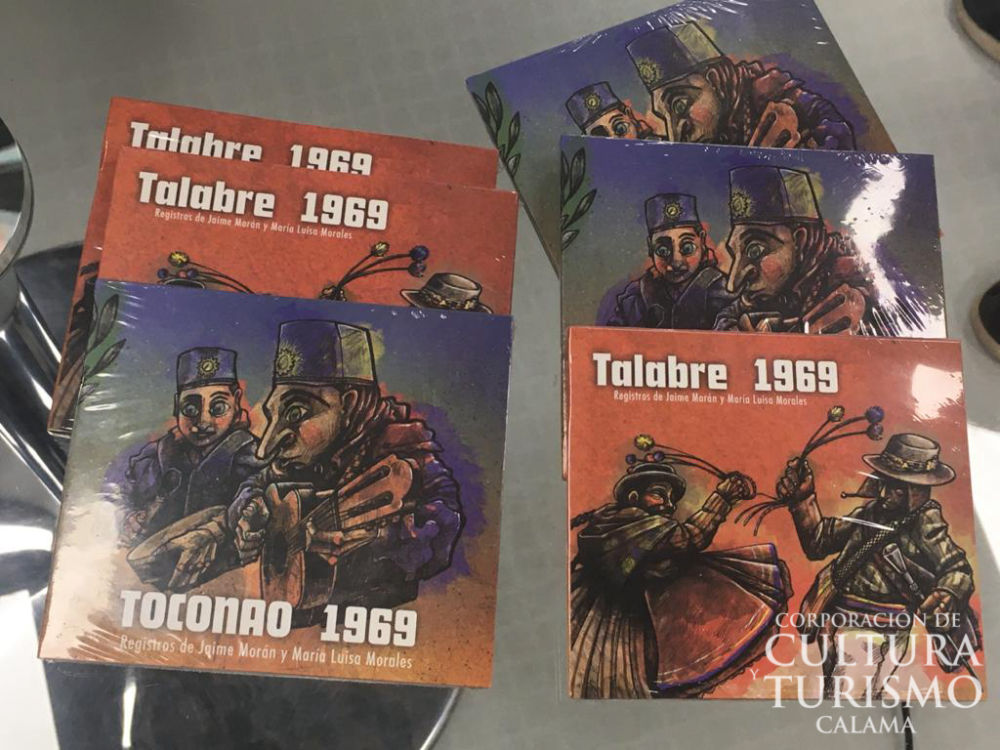 Talabre 1969
Talabre 1969
Registros de Jaime Morán y María Luisa Morales
TOCONAO 1969
Registros de Jaime Morán y María Luisa Morales
Talabre 1969
Registros de Jaime Morán y María Luisa Morales
CORPORACIÓN DE
CULTURA
Y TURISMO
CALAMA